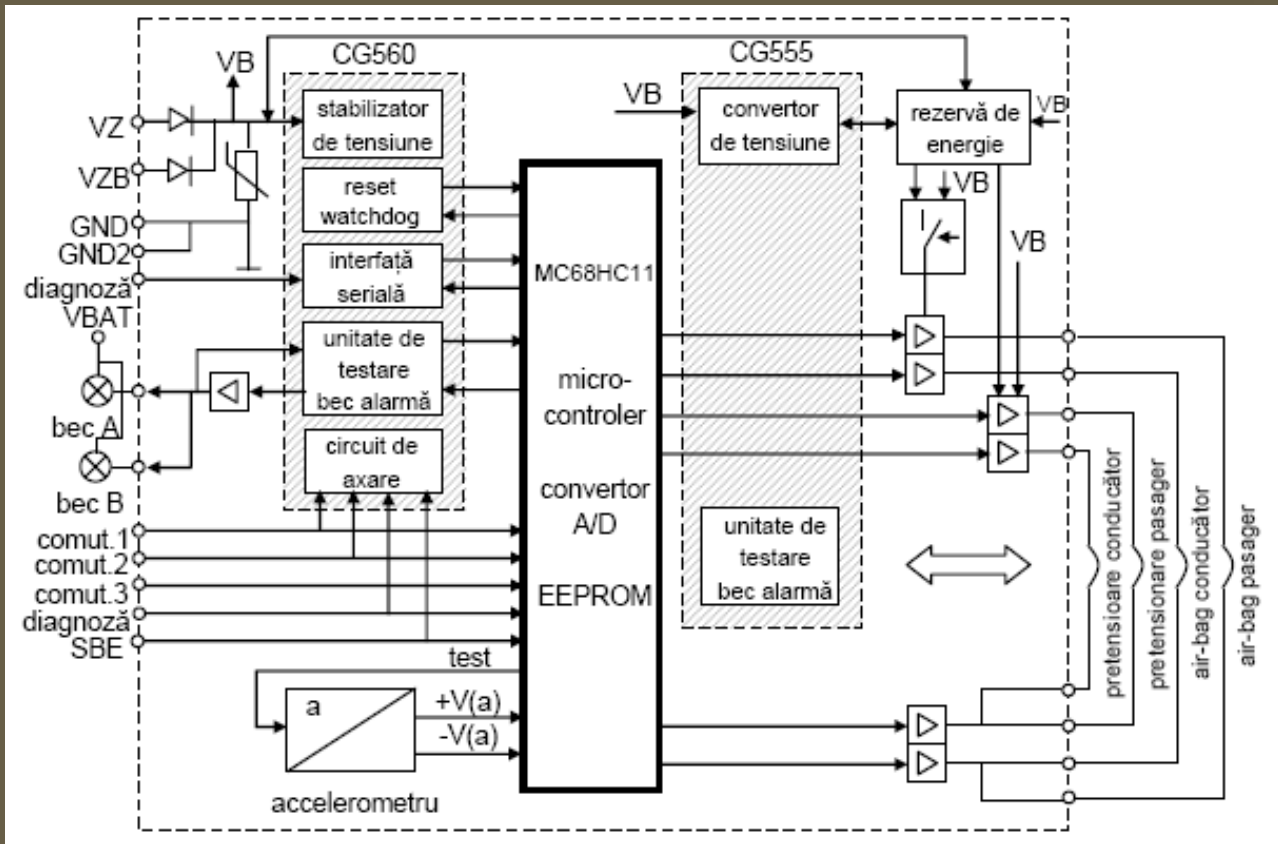 CG560
CG555
VB
VB
VZ
VZB
GND
GND2
diagnoză
VBAT
bec A
bec B
comut.1
comut.2
comut.3
diagnoză
SBE
stabilizator
de tensiune
reset
watchdog
interfață
serială
unitate de
testare
bec alarmă
circuit de
axare
test
a
+V(a)
-V(a)
accelerometru
MC68HC11
micro-
controler
convertor
A/D
EEPROM
convertor
de tensiune
unitate de
testare
bec alarmă
rezervă de
energie
VB
VB
VB
pretensioare conducător
pretensionare pasager
air-bag conducător
air-bag pasager